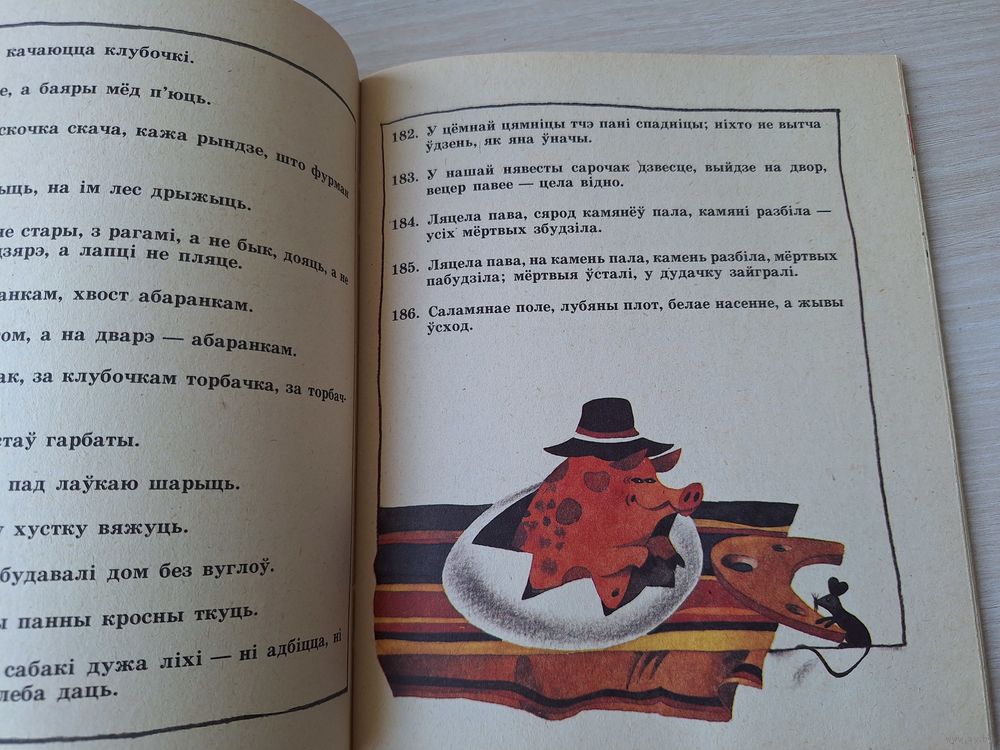 качаюцца клубочкі.
е, а баяры мёд п'юць.
скочка скача, кажа рындзе, што фурман
ыць, на ім лес дрыжыць.
не стары, з рагамі, а не бык, дояць, а не
дзярэ, а лапці не пляце.
анкам, хвост абаранкам.
ом, а на дварэ — абаранкам.
ак, за клубочкам торбачка, за торбач-
стаў гарбаты.
пад лаўкаю шарыць.
у хустку вяжуць.
будавалі дом без вуглоў.
ы панны кросны ткуць.
сабакі дужа ліхі — ні адбіцца, ні
леба даць.
182. У цёмнай цямніцы тчэ пані спадніцы; ніхто не вытча
ўдзень, як яна ўначы.
183. У нашай нявесты сарочак дзвесце, выйдзе на двор,
вецер павее — цела відно.
184. Ляцела пава, сярод камянёў пала, камяні разбіла —
усіх мёртвых збудзіла.
185. Ляцела пава, на камень пала, камень разбіла, мёртвых
пабудзіла; мёртвыя ўсталі, у дудачку зайгралі.
186. Саламянае поле, лубяны плот, белае насенне, а жывы
ўсход.